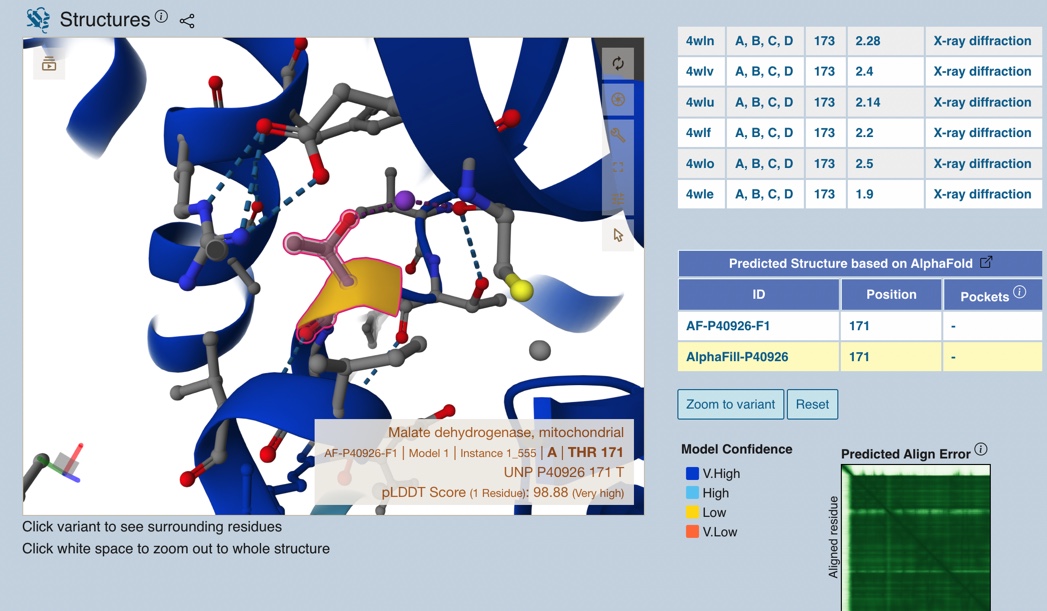 Structures
4wln A, B, C, D 173 2.28 X-ray diffraction
4wlv A, B, C, D 173 2.4 X-ray diffraction
4wlu A, B, C, D 173 2.14 X-ray diffraction
4wlf A, B, C, D 173 2.2 X-ray diffraction
4wlo A, B, C, D 173 2.5 X-ray diffraction
4wle A, B, C, D 173 1.9 X-ray diffraction
Malate dehydrogenase, mitochondrial
AF-P40926-F1 | Model 1 | Instance 1_555 | A | THR 171
UNP P40926 171 T
pLDDT Score (1 Residue): 98.88 (Very high)
Click variant to see surrounding residues
Click white space to zoom out to whole structure
Predicted Structure based on AlphaFold
ID Position Pockets
AF-P40926-F1 171 -
AlphaFill-P40926 171 -
Zoom to variant Reset
Model Confidence
V.High
High
Low
V.Low
Predicted Align Error
Aligned residue